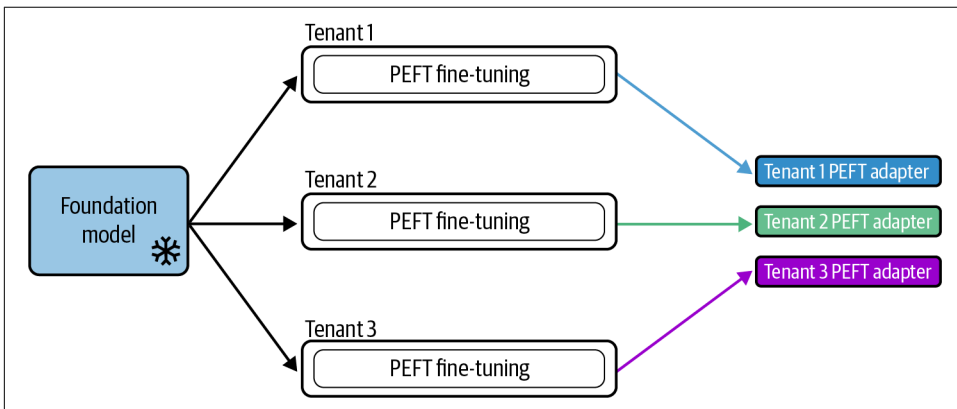 Tenant 1
PEFT fine-tuning
Foundation
model
Tenant 2
PEFT fine-tuning
Tenant 3
PEFT fine-tuning
Tenant 1 PEFT adapter
Tenant 2 PEFT adapter
Tenant 3 PEFT adapter